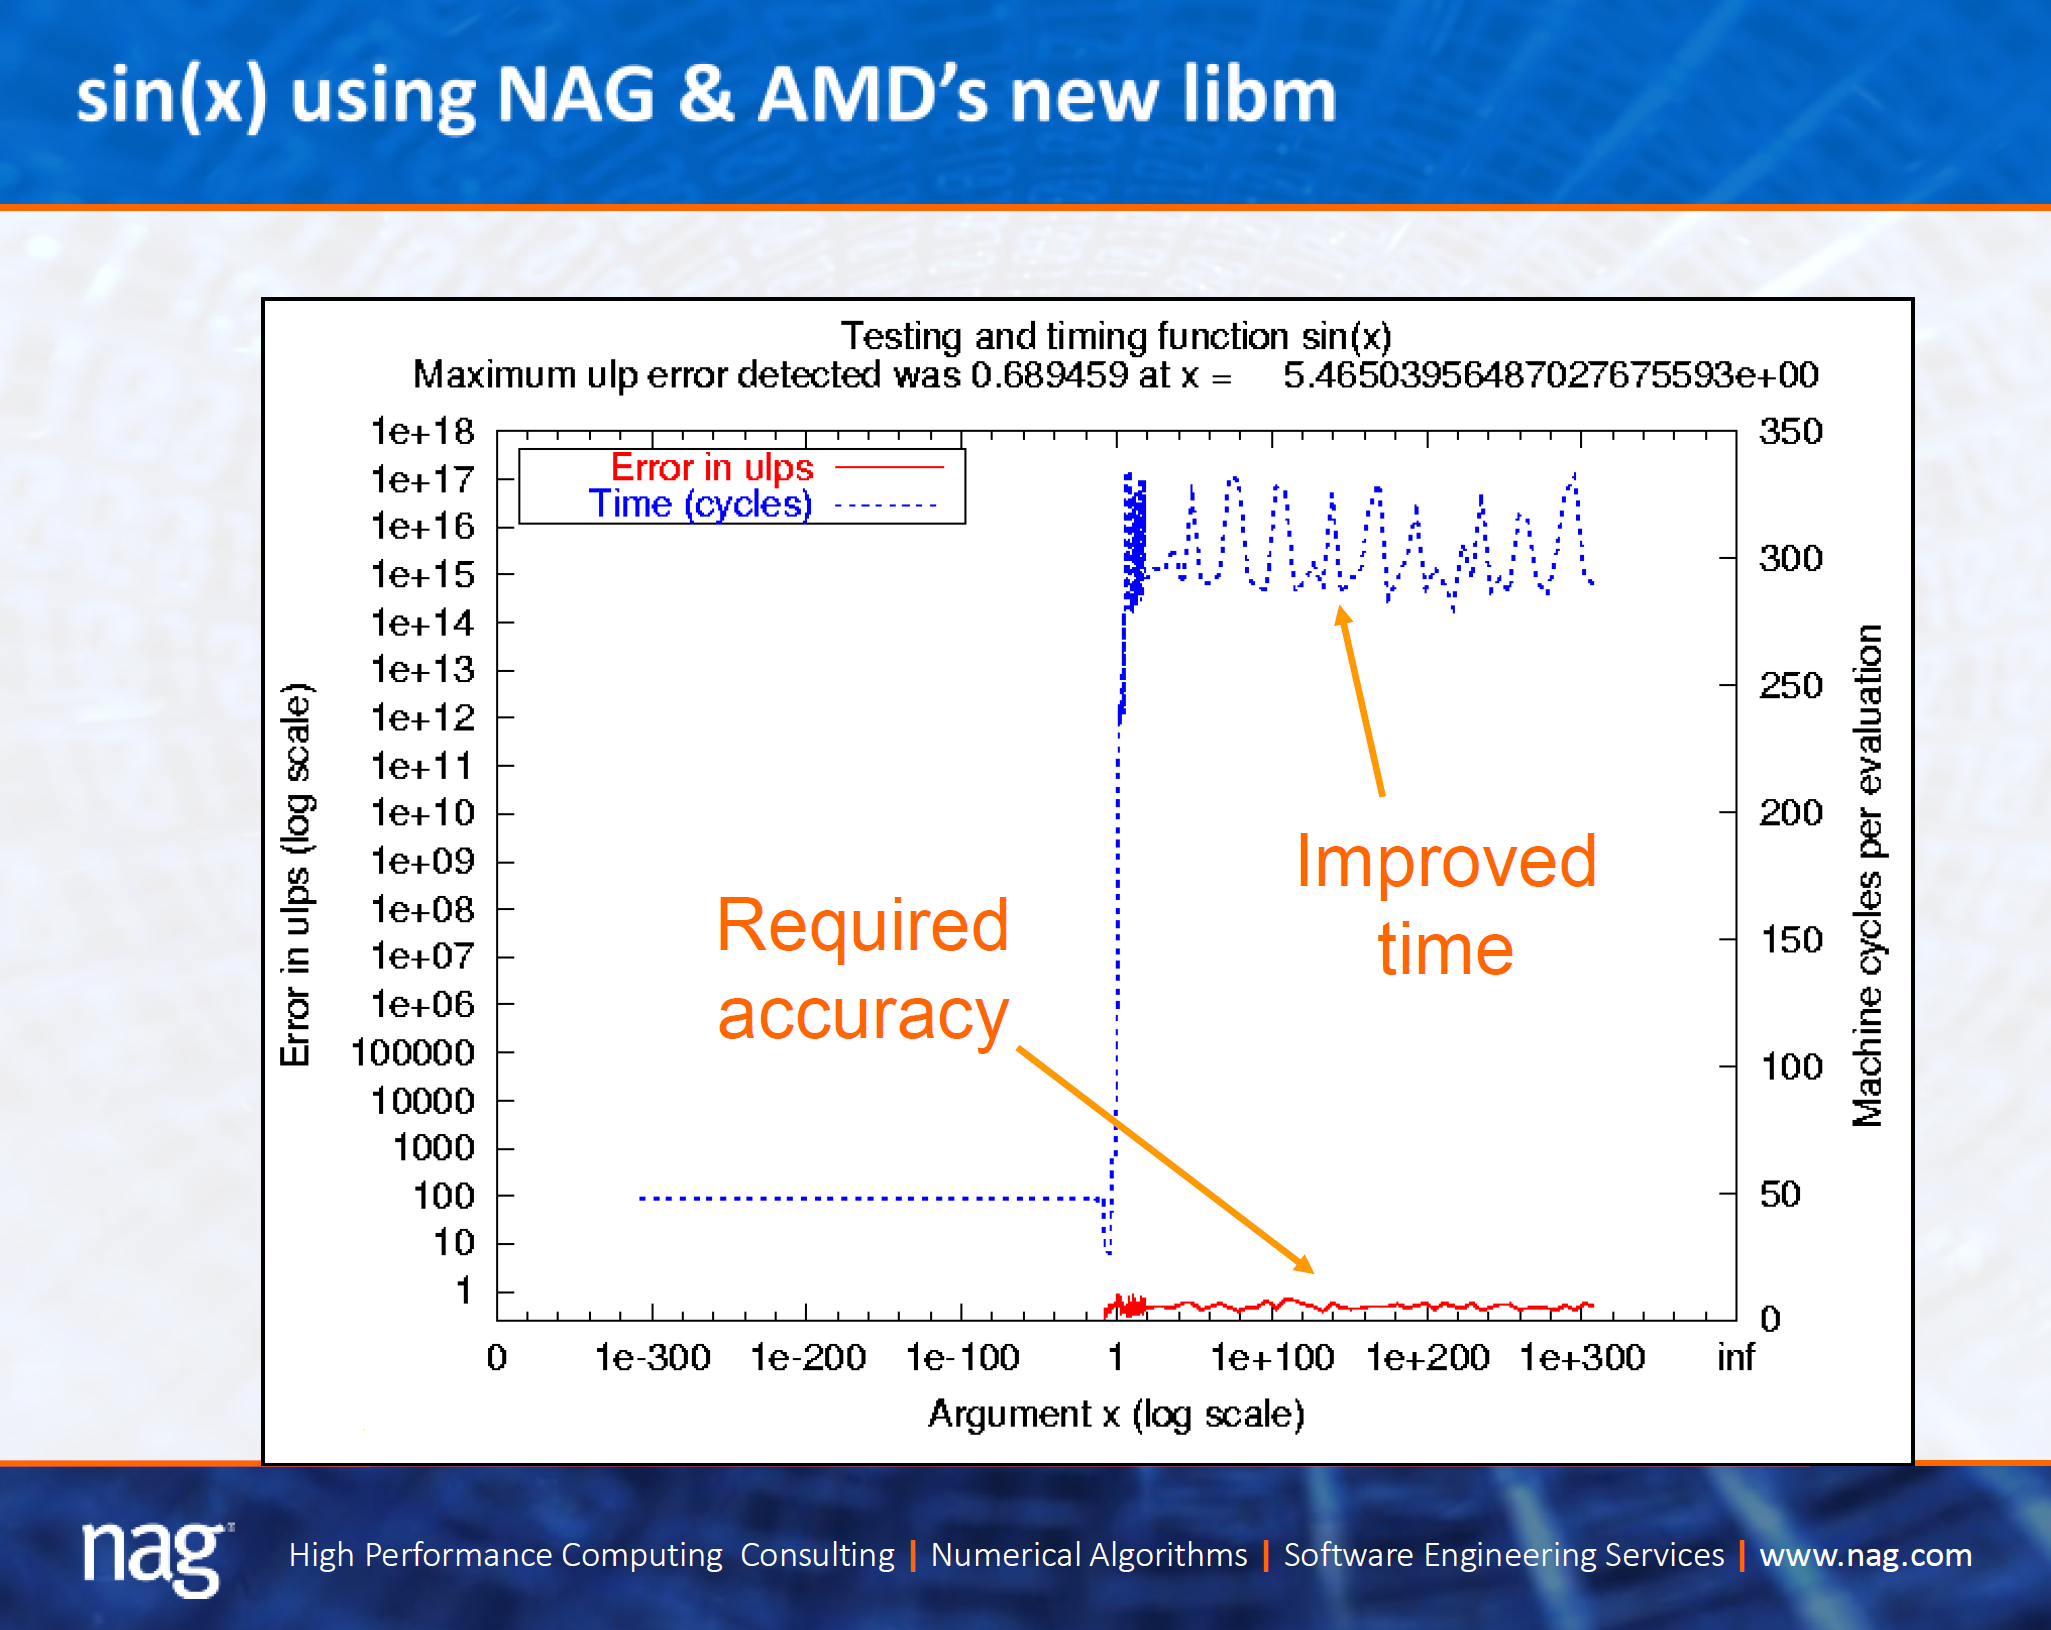 sin(x) using NAG & AMD's new libm
Testing and timing function sin(x)
Maximum ulp error detected was 0.689459 at x = 5.46503956487027675593e+00
Error in ulps
Time (cycles)
1e+18
1e+17
1e+16
1e+15
1e+14
1e+13
1e+12
1e+11
1e+10
1e+09
1e+08
1e+07
1e+06
100000
10000
1000
100
10
1
Error in ulps (log scale)
350
300
250
200
150
100
50
0
Machine cycles per evaluation
Improved
time
Required
accuracy
0 1e-300 1e-200 1e-100 1 1e+100 1e+200 1e+300 inf
Argument x (log scale)
nag
High Performance Computing Consulting | Numerical Algorithms | Software Engineering Services | www.nag.com